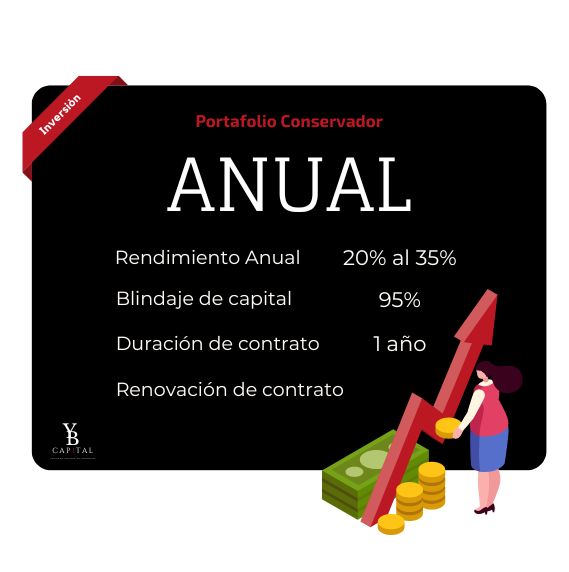 Inversión
Portafolio Conservador
ANUAL
Rendimiento Anual 20% al 35%
Blindaje de capital 95%
Duración de contrato 1 año
Renovación de contrato
YB
CAPITAL